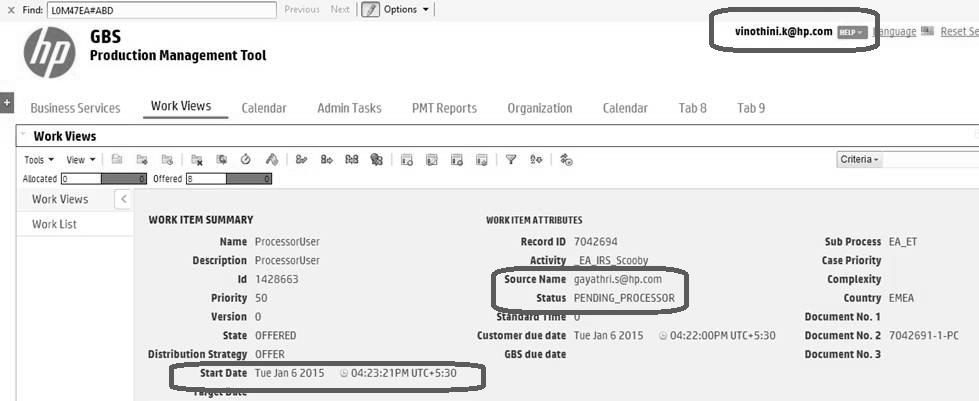 Find: L0M47EA#ABD Previous Next Options
hp GBS
Production Management Tool
vinothini.k@hp.com HELP Language Reset Se
Business Services Work Views Calendar Admin Tasks PMT Reports Organization Calendar Tab 8 Tab 9
Work Views
Tools View Criteria
Allocated 0 0 Offered 8 0
Work Views
Work List
WORK ITEM SUMMARY
Name ProcessorUser
Description ProcessorUser
Id 1428663
Priority 50
Version 0
State OFFERED
Distribution Strategy OFFER
Start Date Tue Jan 6 2015 04:23:21PM UTC+5:30
Target Date
WORK ITEM ATTRIBUTES
Record ID 7042694
Activity _EA_IRS_Scooby
Source Name gayathri.s@hp.com
Status PENDING_PROCESSOR
Standard Time 0
Customer due date Tue Jan 6 2015 04:22:00PM UTC+5:30
GBS due date
Sub Process EA_ET
Case Priority
Complexity
Country EMEA
Document No. 1
Document No. 2 7042691-1-PC
Document No. 3